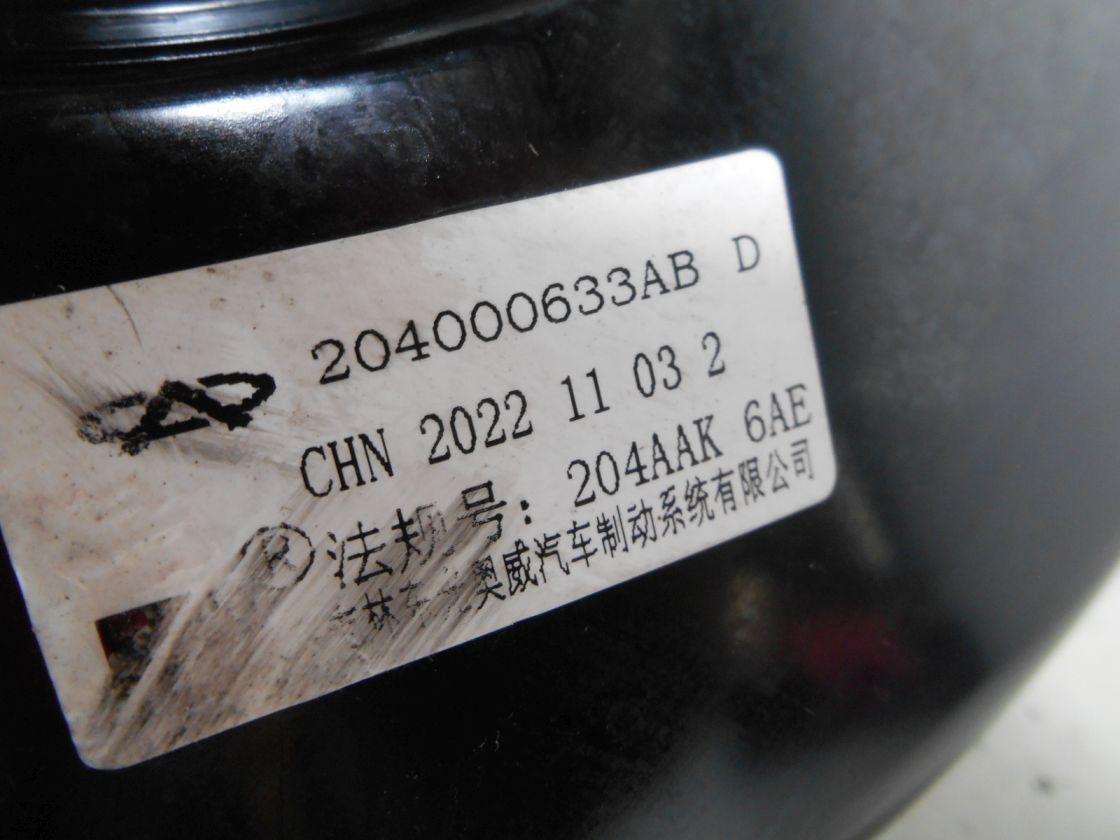 204000633AB D
CHN 2022 11 03 2
法规号: 204AAK 6AE
奥威汽车制动系统有限公司